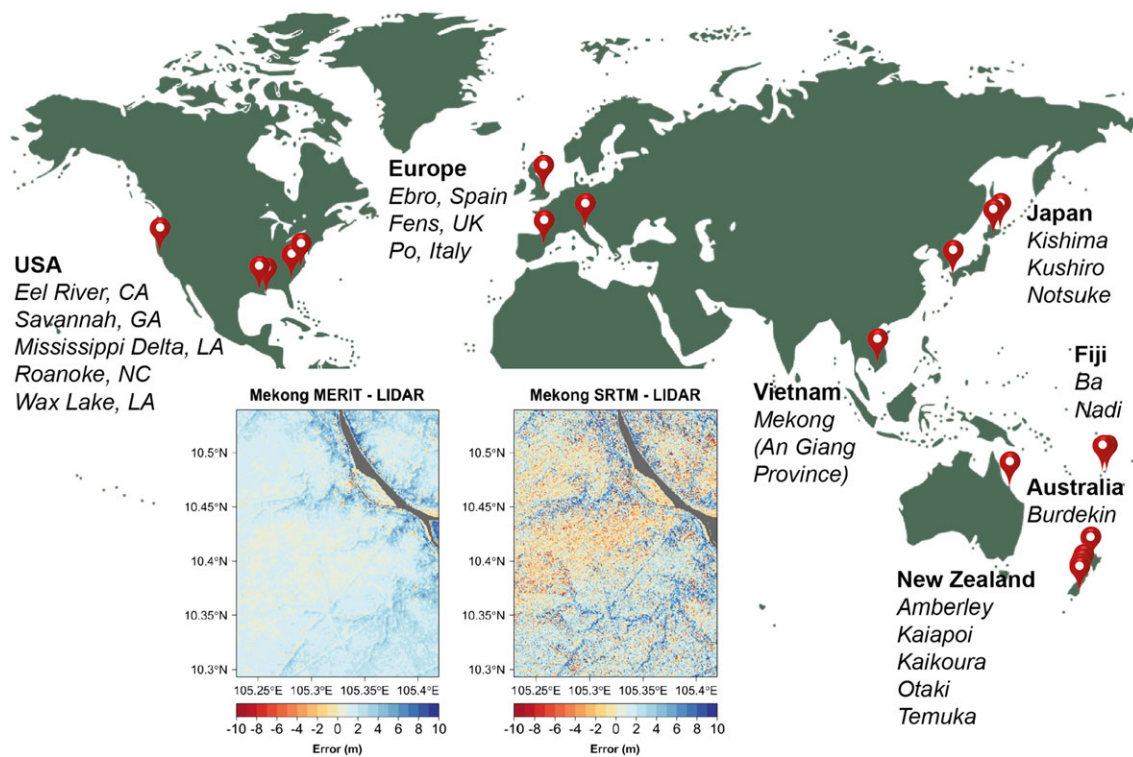 Europe
Ebro, Spain
Fens, UK
Po, Italy
USA
Eel River, CA
Savannah, GA
Mississippi Delta, LA
Roanoke, NC
Wax Lake, LA
Japan
Kishima
Kushiro
Notsuke
Fiji
Ba
Nadi
Vietnam
Mekong
(An Giang
Province)
Australia
Burdekin
New Zealand
Amberley
Kaiapoi
Kaikoura
Otaki
Temuka
Mekong MERIT - LIDAR
10.5°N
10.45°N
10.4°N
10.35°N
10.3°N
105.25°E 105.3°E 105.35°E 105.4°E
-10 -8 -6 -4 -2 0 2 4 6 8 10
Error (m)
Mekong SRTM - LIDAR
10.5°N
10.45°N
10.4°N
10.35°N
10.3°N
105.25°E 105.3°E 105.35°E 105.4°E
-10 -8 -6 -4 -2 0 2 4 6 8 10
Error (m)